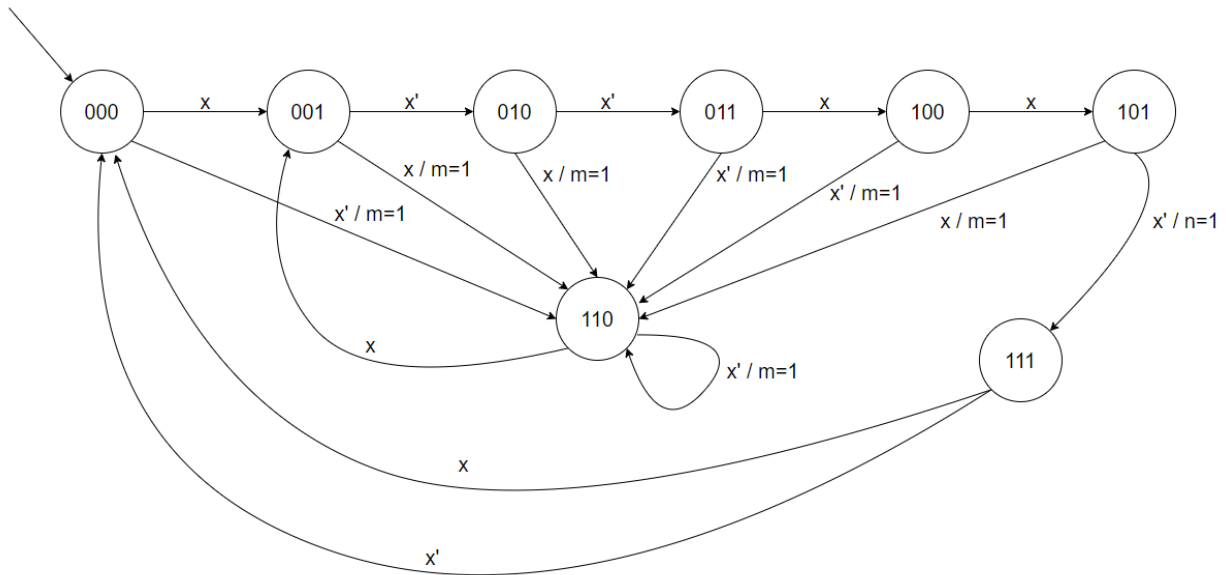 x
x'
x'
x
x
000
001
010
011
100
101
x / m=1
x / m=1
x' / m=1
x' / m=1
x' / m=1
x / m=1
x' / n=1
110
x
x' / m=1
111
x
x'